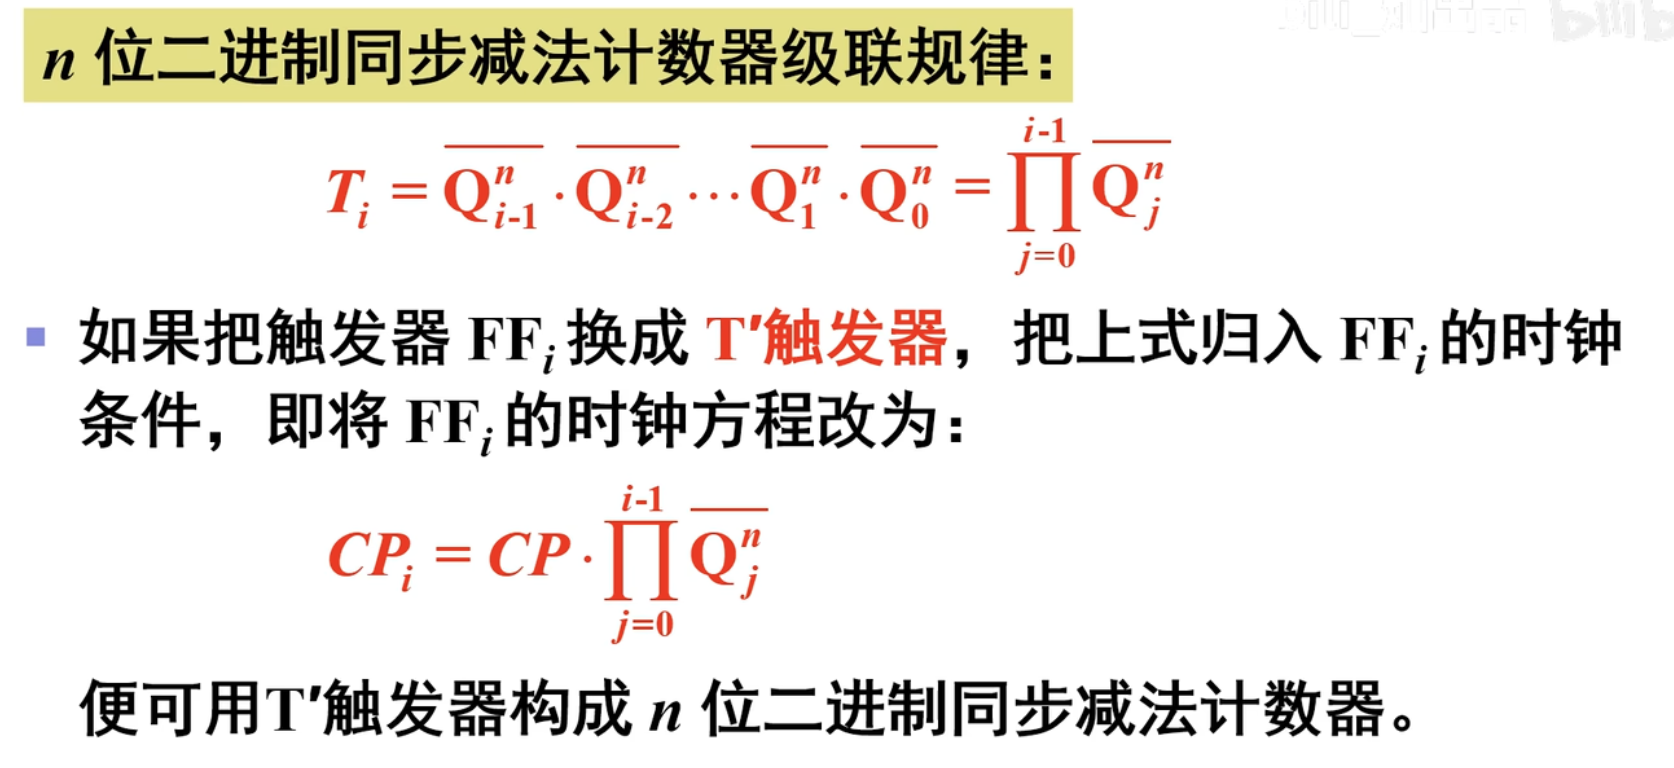 n 位二进制同步减法计数器级联规律：
T_i = \overline{Q_{i-1}^n} · \overline{Q_{i-2}^n} ··· \overline{Q_1^n} · \overline{Q_0^n} = \prod_{j=0}^{i-1} \overline{Q_j^n}
如果把触发器 FF_i 换成 T′触发器，把上式归入 FF_i 的时钟
条件，即将 FF_i 的时钟方程改为：
CP_i = CP · \prod_{j=0}^{i-1} \overline{Q_j^n}
便可用T′触发器构成 n 位二进制同步减法计数器。